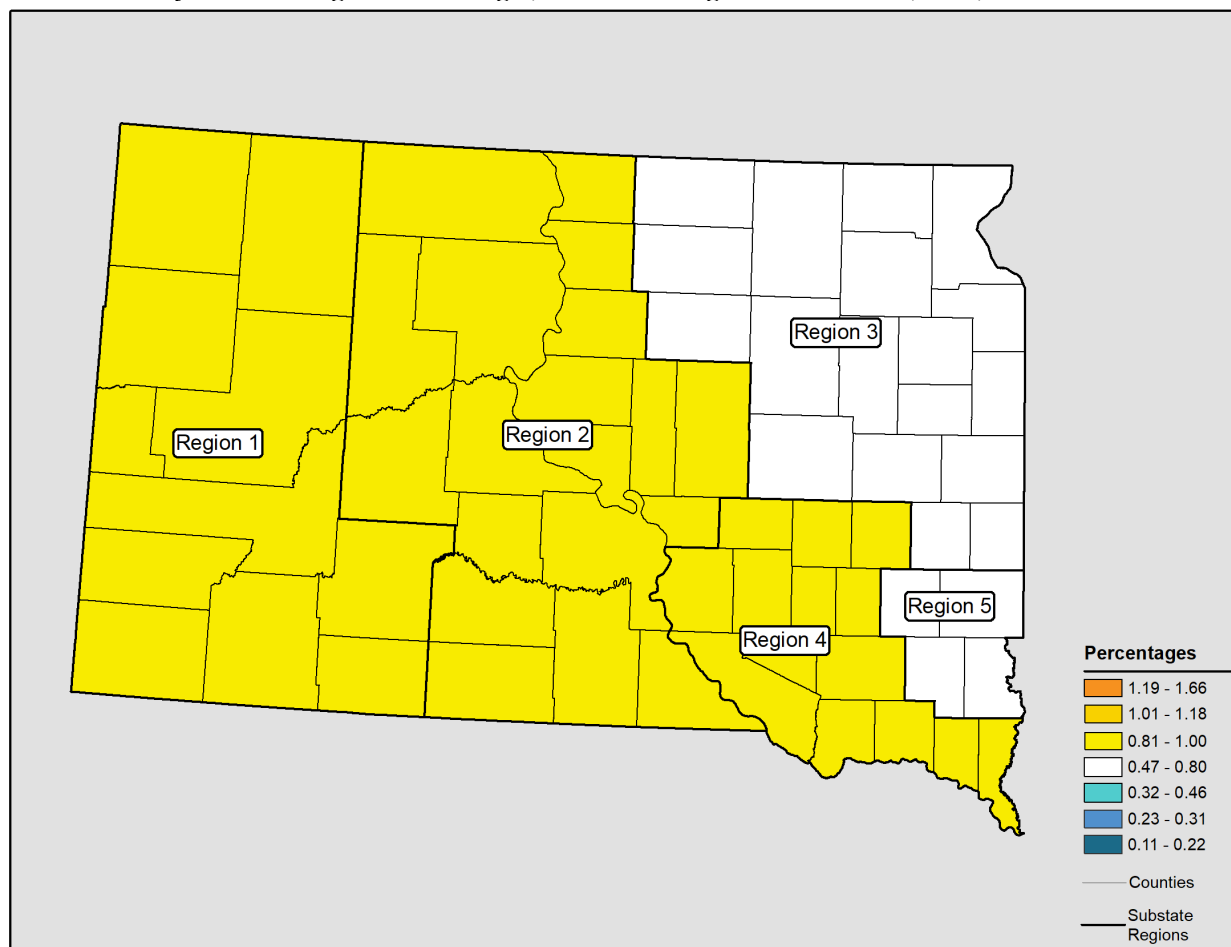 Region 3
Region 1
Region 2
Region 5
Region 4
Percentages
1.19 - 1.66
1.01 - 1.18
0.81 - 1.00
0.47 - 0.80
0.32 - 0.46
0.23 - 0.31
0.11 - 0.22
Counties
Substate
Regions